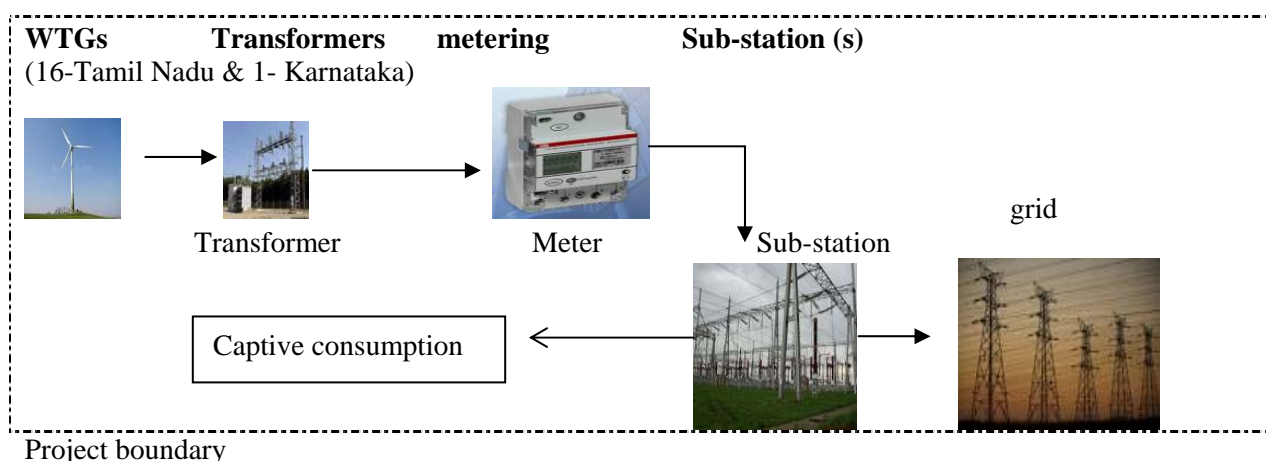 WTGs Transformers metering Sub-station (s)
(16-Tamil Nadu & 1- Karnataka)
grid
Transformer Meter Sub-station
Captive consumption
Project boundary